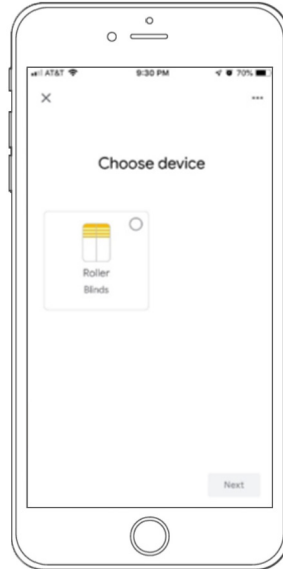 AT&T 9:30 PM 70%
Choose device
Roller
Blinds
Next